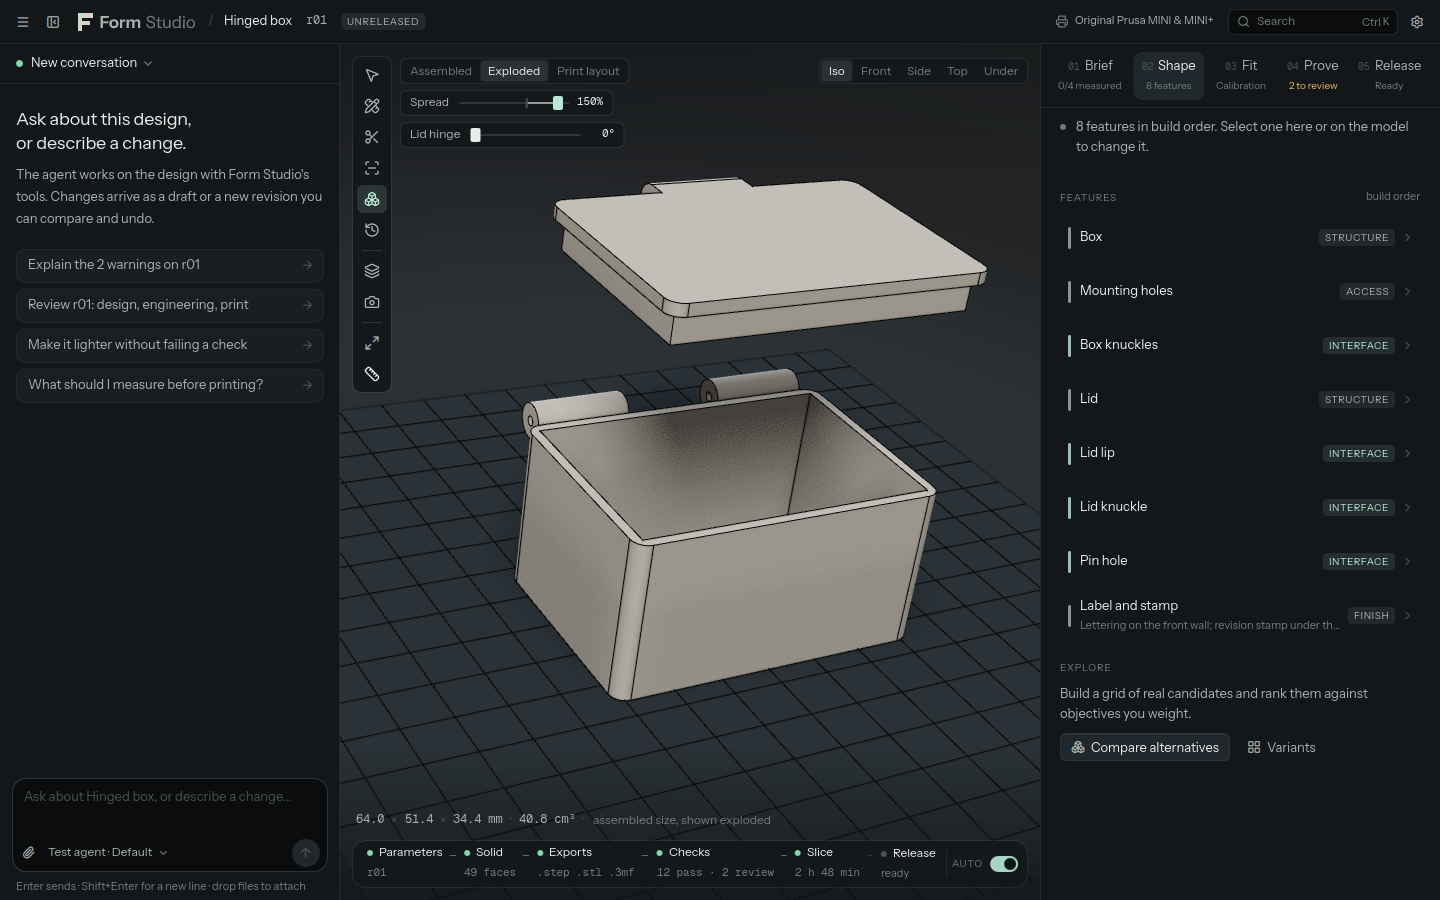 Form Studio / Hinged box r01 UNRELEASED
Original Prusa MINI & MINI+
Search Ctrl K
New conversation
Ask about this design,
or describe a change.
The agent works on the design with Form Studio's
tools. Changes arrive as a draft or a new revision you
can compare and undo.
Explain the 2 warnings on r01
Review r01: design, engineering, print
Make it lighter without failing a check
What should I measure before printing?
Ask about Hinged box, or describe a change...
Test agent · Default
Enter sends · Shift+Enter for a new line · drop files to attach
Assembled Exploded Print layout
Spread 150%
Lid hinge 0°
Iso Front Side Top Under
64.0 × 51.4 × 34.4 mm · 40.8 cm³ · assembled size, shown exploded
Parameters Solid Exports Checks Slice Release
r01 49 faces .step .stl .3mf 12 pass · 2 review 2 h 48 min ready
AUTO
01 Brief 02 Shape 03 Fit 04 Prove 05 Release
0/4 measured 8 features Calibration 2 to review Ready
8 features in build order. Select one here or on the model
to change it.
FEATURES build order
Box STRUCTURE
Mounting holes ACCESS
Box knuckles INTERFACE
Lid STRUCTURE
Lid lip INTERFACE
Lid knuckle INTERFACE
Pin hole INTERFACE
Label and stamp FINISH
Lettering on the front wall; revision stamp under th...
EXPLORE
Build a grid of real candidates and rank them against
objectives you weight.
Compare alternatives Variants